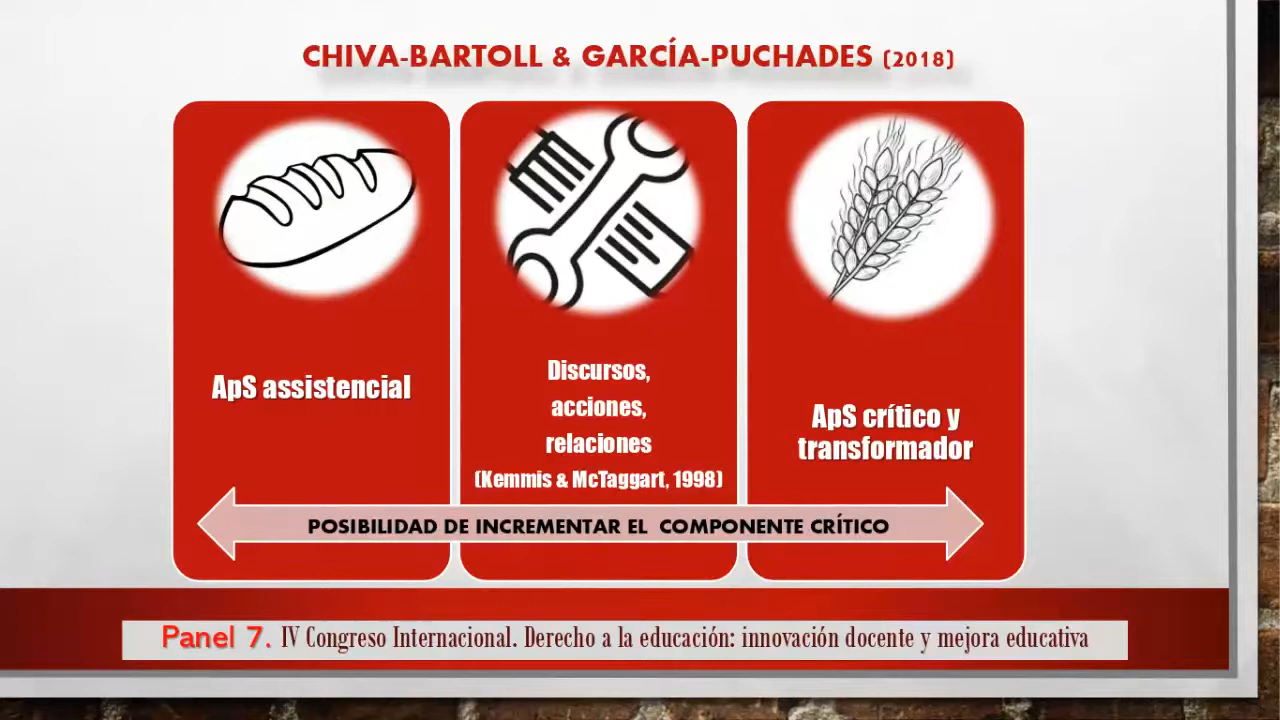 CHIVA-BARTOLL & GARCÍA-PUCHADES (2018)
ApS assistencial
Discursos,
acciones,
relaciones
(Kemmis & McTaggart, 1998)
ApS crítico y
transformador
POSIBILIDAD DE INCREMENTAR EL COMPONENTE CRÍTICO
Panel 7. IV Congreso Internacional. Derecho a la educación: innovación docente y mejora educativa